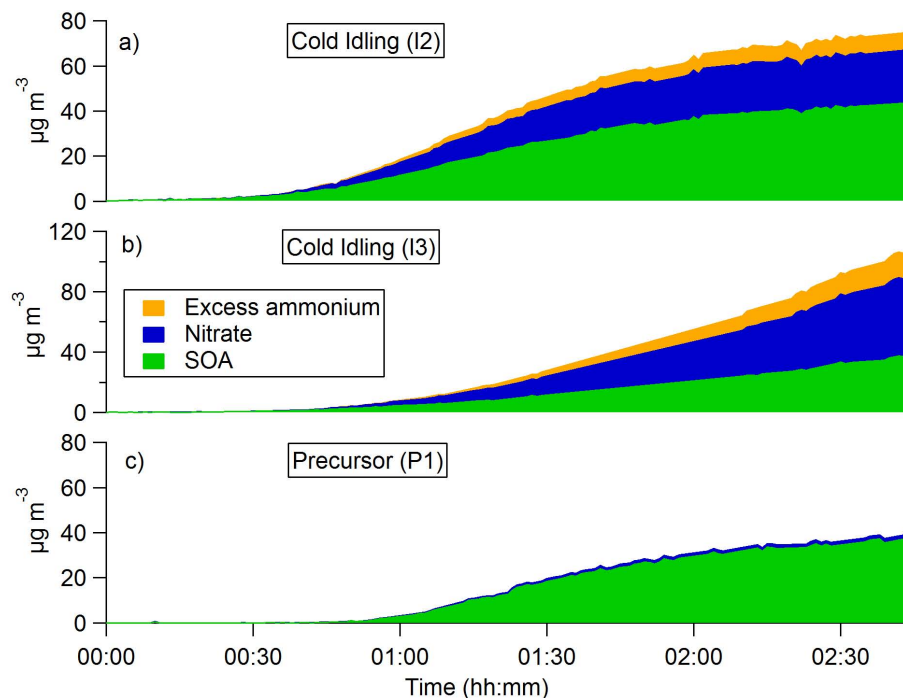 a)
Cold Idling (I2)
µg m⁻³
80
60
40
20
0
b)
Cold Idling (I3)
µg m⁻³
120
80
40
0
Excess ammonium
Nitrate
SOA
c)
Precursor (P1)
µg m⁻³
80
60
40
20
0
00:00 00:30 01:00 01:30 02:00 02:30
Time (hh:mm)